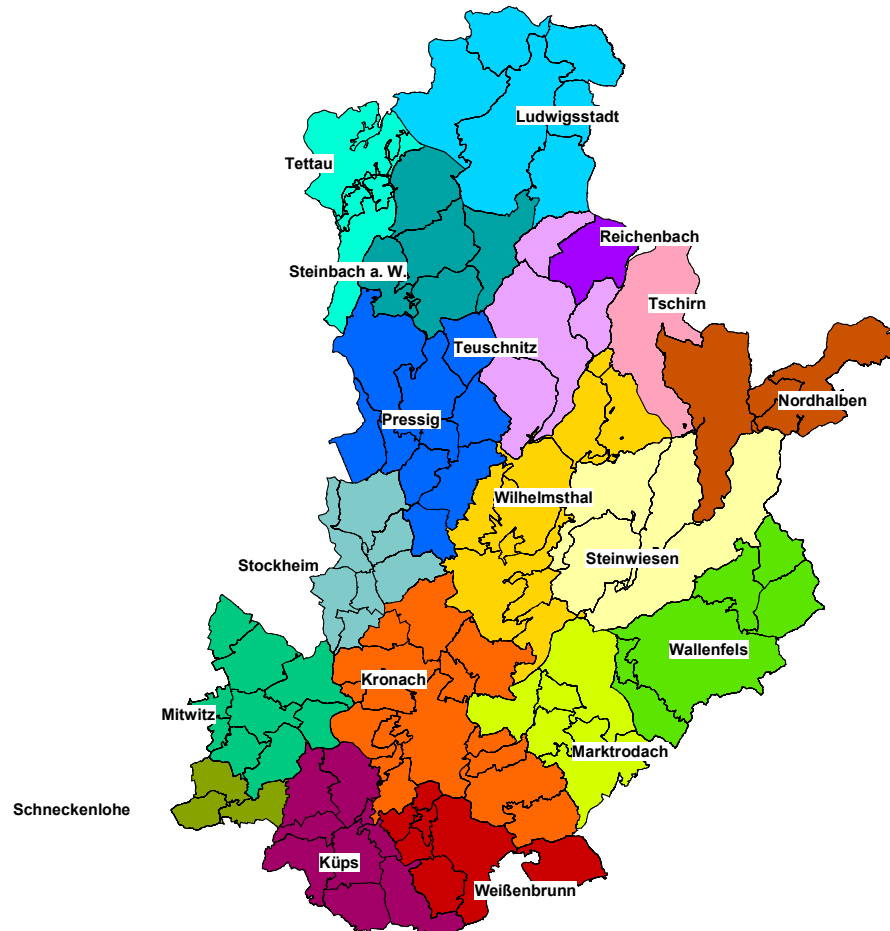 Ludwigsstadt
Tettau
Reichenbach
Steinbach a. W.
Tschirn
Teuschnitz
Nordhalben
Pressig
Wilhelmsthal
Steinwiesen
Stockheim
Wallenfels
Kronach
Mitwitz
Marktrodach
Schneckenlohe
Küps
Weißenbrunn